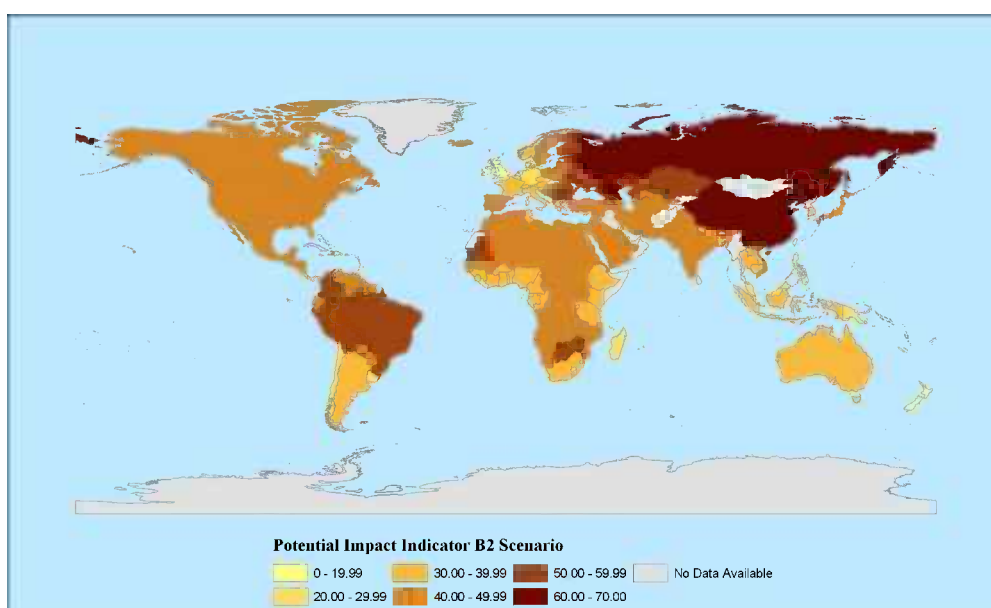 Potential Impact Indicator B2 Scenario
0 - 19.99 30.00 - 39.99 50.00 - 59.99 No Data Available
20.00 - 29.99 40.00 - 49.99 60.00 - 70.00